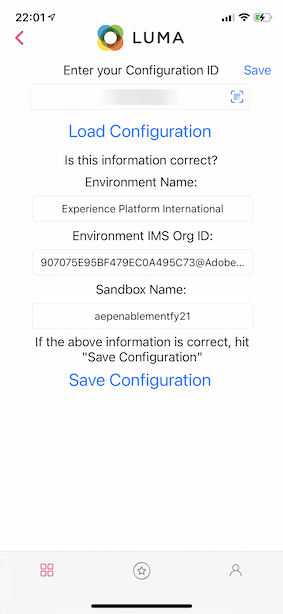 22:01
LUMA
Enter your Configuration ID
Save
Load Configuration
Is this information correct?
Environment Name:
Experience Platform International
Environment IMS Org ID:
907075E95BF479EC0A495C73@Adobe...
Sandbox Name:
aepenablementfy21
If the above information is correct, hit
"Save Configuration"
Save Configuration